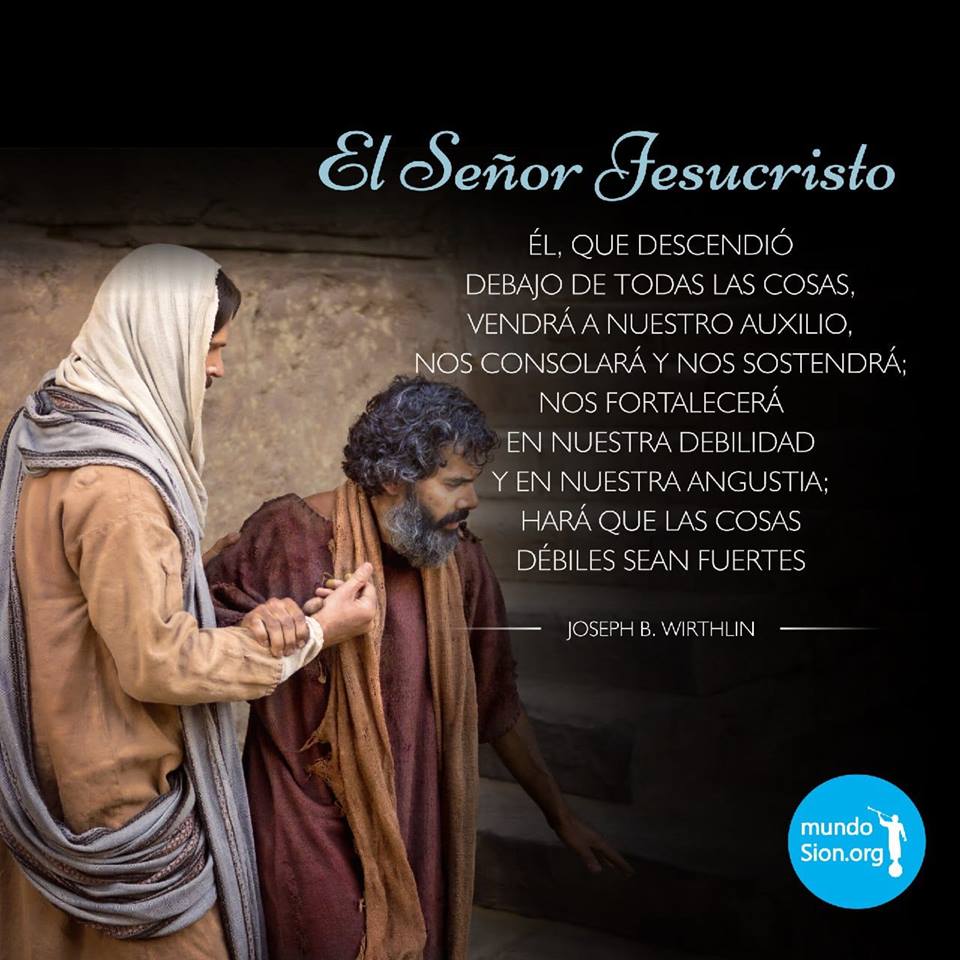 El Señor Jesucristo
ÉL, QUE DESCENDIÓ
DEBAJO DE TODAS LAS COSAS,
VENDRÁ A NUESTRO AUXILIO,
NOS CONSOLARÁ Y NOS SOSTENDRÁ;
NOS FORTALECERÁ
EN NUESTRA DEBILIDAD
Y EN NUESTRA ANGUSTIA;
HARÁ QUE LAS COSAS
DÉBILES SEAN FUERTES
JOSEPH B. WIRTHLIN
mundo
Sion.org